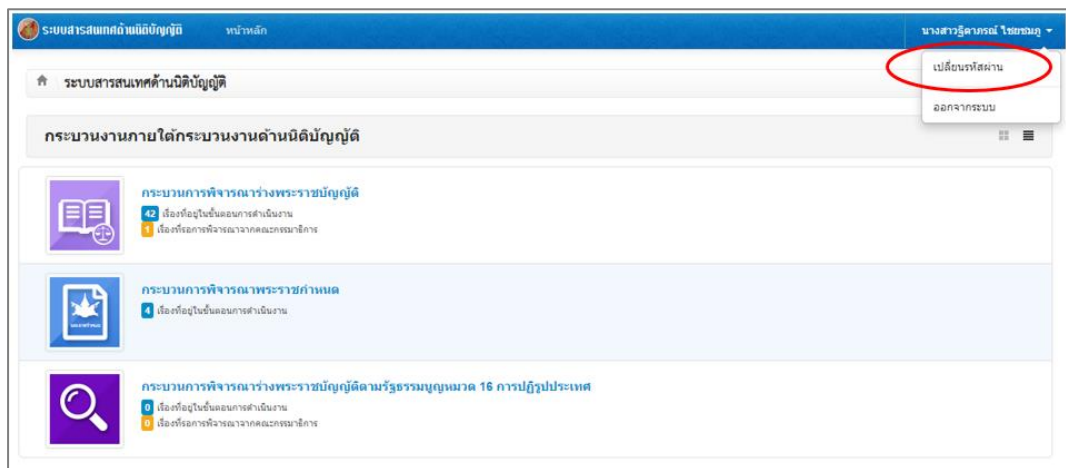 ระบบสารสนเทศด้านนิติบัญญัติ หน้าหลัก นางสาวฐิตาภรณ์ ไชยชมภู
เปลี่ยนรหัสผ่าน
ออกจากระบบ
ระบบสารสนเทศด้านนิติบัญญัติ
กระบวนงานภายใต้กระบวนงานด้านนิติบัญญัติ
กระบวนการพิจารณาร่างพระราชบัญญัติ
42 เรื่องที่อยู่ในขั้นตอนการดำเนินงาน
1 เรื่องที่รอการพิจารณาจากคณะกรรมาธิการ
กระบวนการพิจารณาพระราชกำหนด
4 เรื่องที่อยู่ในขั้นตอนการดำเนินงาน
กระบวนการพิจารณาร่างพระราชบัญญัติตามรัฐธรรมนูญหมวด 16 การปฏิรูปประเทศ
0 เรื่องที่อยู่ในขั้นตอนการดำเนินงาน
0 เรื่องที่รอการพิจารณาจากคณะกรรมาธิการ